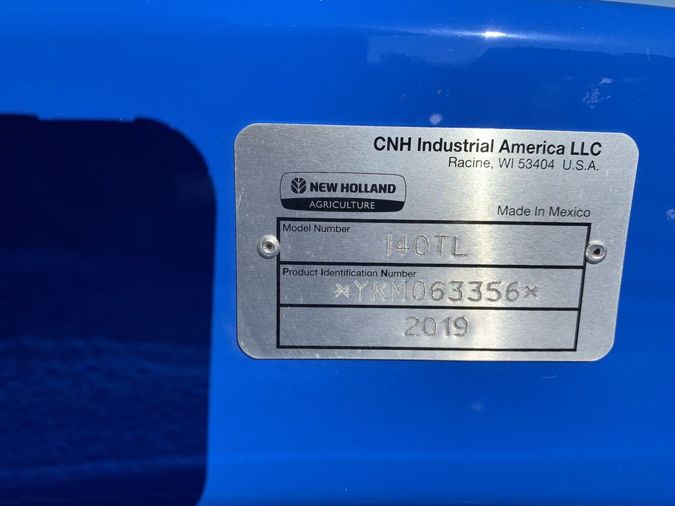 CNH Industrial America LLC
Racine, WI 53404 U.S.A.
NEW HOLLAND
AGRICULTURE
Made In Mexico
Model Number
140TL
Product Identification Number
*YKM063356*
2019